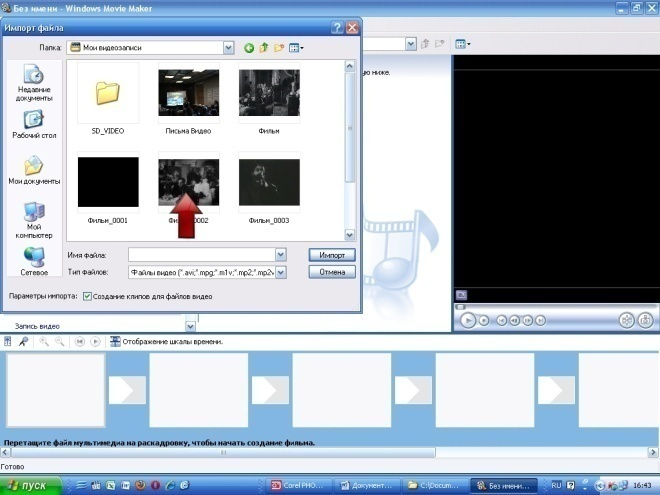 Без имени - Windows Movie Maker
Импорт файла
Папка: Мои видеозаписи
ую ниже.
Недавние
документы
Рабочий стол
Мои документы
Мой
компьютер
Сетевое
SD_VIDEO
Письма Видео
Фильм
Фильм_0001
Фи 0002
Фильм_0003
Имя файла:
Импорт
Тип файлов: Файлы видео (*.avi;*.mpg;*.m1v;*.mp2;*.mp2v
Отмена
Параметры импорта: Создание клипов для файлов видео
Запись видео
Отображение шкалы времени.
Перетащите файл мультимедиа на раскадровку, чтобы начать создание фильма.
Готово
пуск
Corel PHO...
Документ...
C:\Docum...
Без имени...
RU
16:43